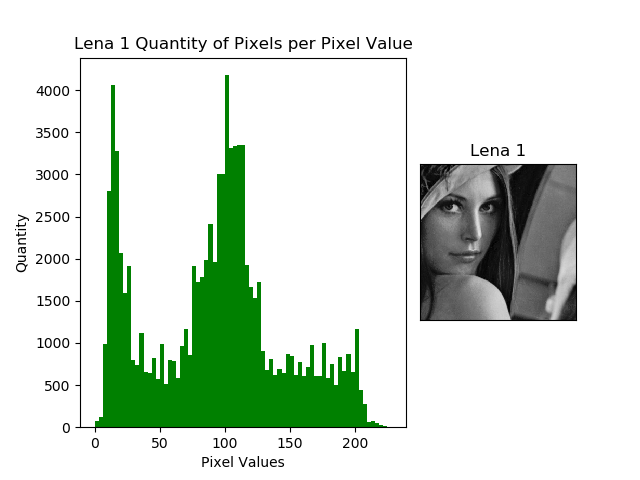 Lena 1 Quantity of Pixels per Pixel Value
Quantity
4000
3500
3000
2500
2000
1500
1000
500
0
0 50 100 150 200
Pixel Values
Lena 1